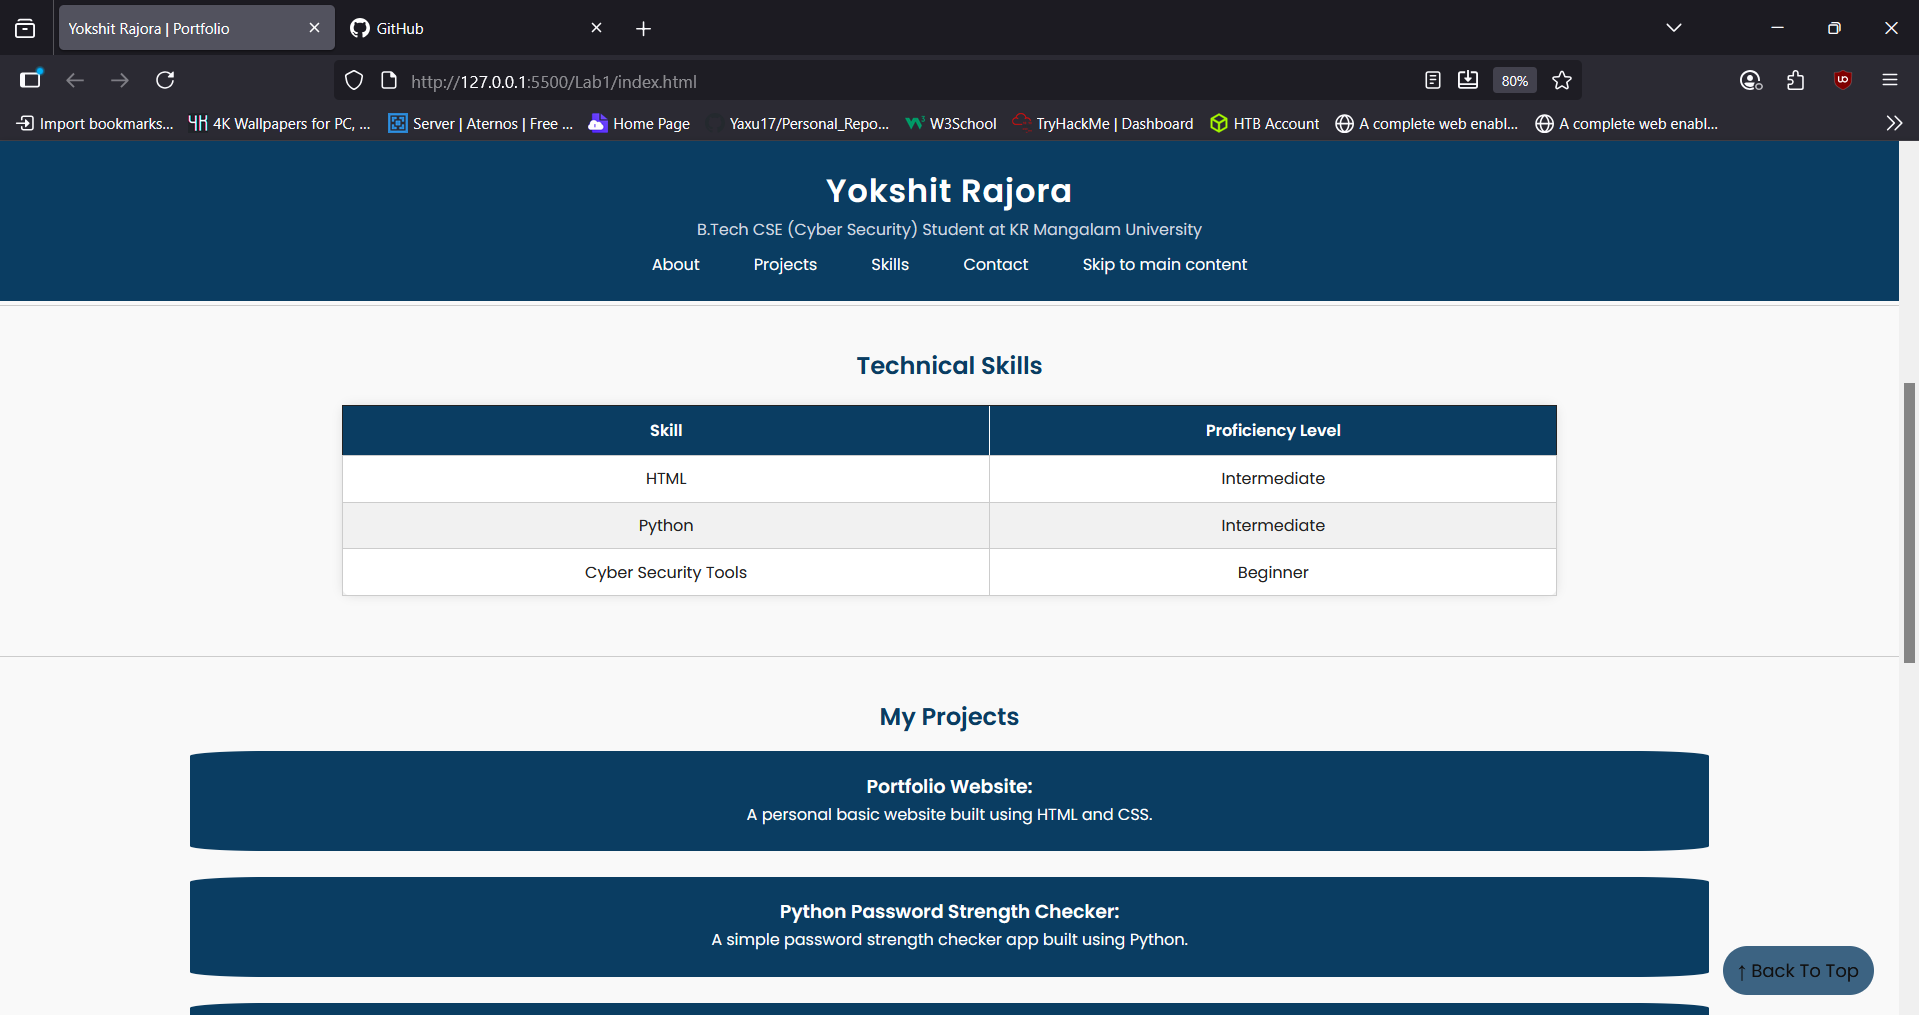 Yokshit Rajora | Portfolio
GitHub
http://127.0.0.1:5500/Lab1/index.html
80%
Import bookmarks...
4K Wallpapers for PC, ...
Server | Aternos | Free ...
Home Page
Yaxu17/Personal_Repo...
W3School
TryHackMe | Dashboard
HTB Account
A complete web enabl...
A complete web enabl...
Yokshit Rajora
B.Tech CSE (Cyber Security) Student at KR Mangalam University
About Projects Skills Contact Skip to main content
Technical Skills
Skill Proficiency Level
HTML Intermediate
Python Intermediate
Cyber Security Tools Beginner
My Projects
Portfolio Website:
A personal basic website built using HTML and CSS.
Python Password Strength Checker:
A simple password strength checker app built using Python.
↑ Back To Top